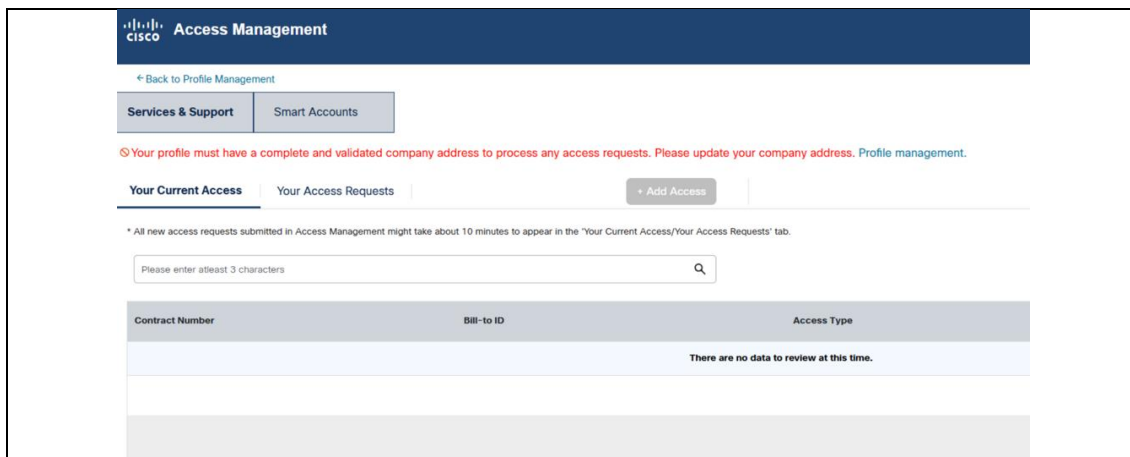 CISCO Access Management
←Back to Profile Management
Services & Support Smart Accounts
Your profile must have a complete and validated company address to process any access requests. Please update your company address. Profile management.
Your Current Access Your Access Requests + Add Access
* All new access requests submitted in Access Management might take about 10 minutes to appear in the 'Your Current Access/Your Access Requests' tab.
Please enter atleast 3 characters
Contract Number Bill-to ID Access Type
There are no data to review at this time.